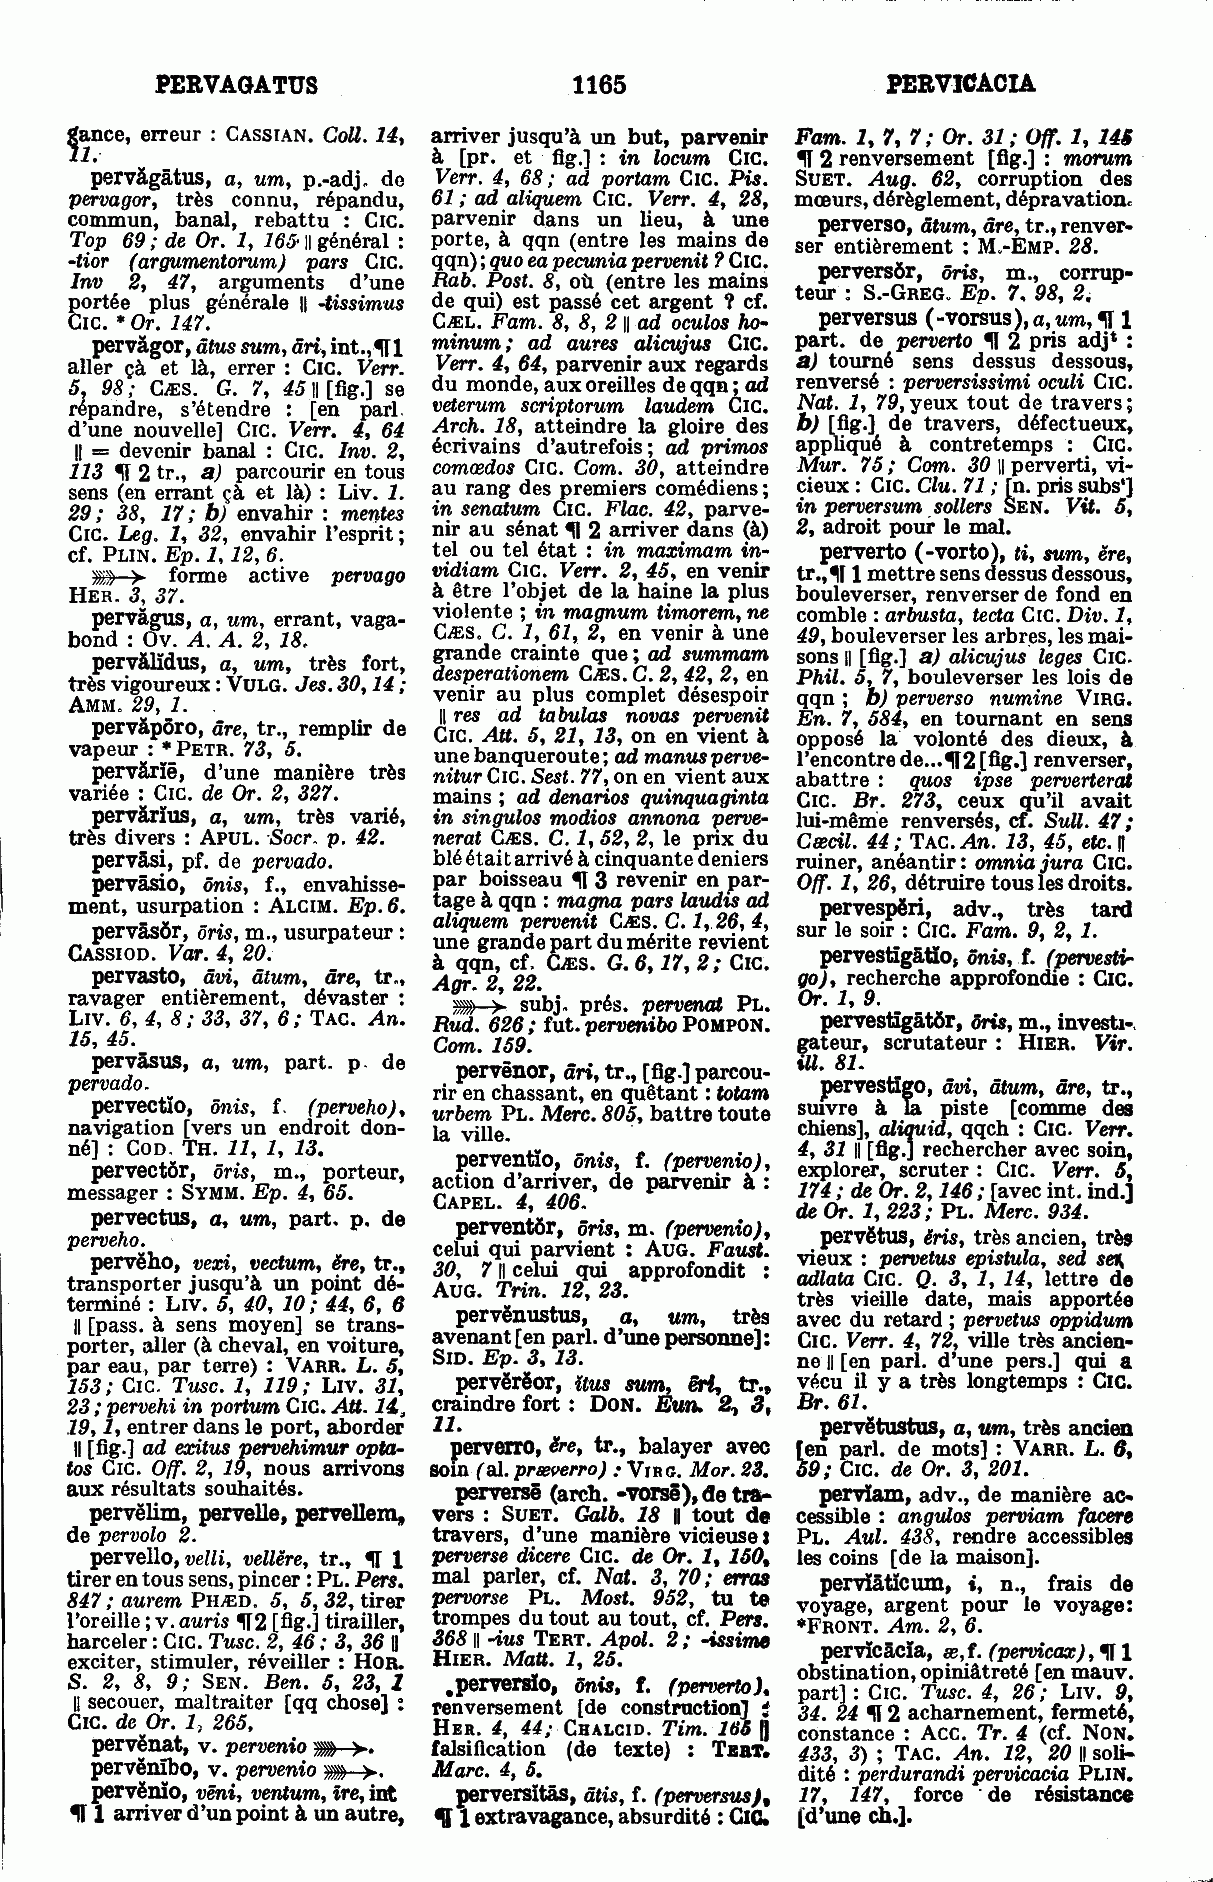 PERVAGATUS 1165 PERVICACIA
gance, erreur : CASSIAN. Coll. 14,
11.
pervăgātus, a, um, p.-adj. de
pervagor, très connu, répandu,
commun, banal, rebattu : CIC.
Top 69 ; de Or. 1, 165 || général :
-tior (argumentorum) pars CIC.
Inv 2, 47, arguments d'une
portée plus générale || -tissimus
CIC. * Or. 147.
pervăgor, ātus sum, āri, int., ¶ 1
aller çà et là, errer : CIC. Verr.
5, 98 ; CÆS. G. 7, 45 || [fig.] se
répandre, s'étendre : [en parl.
d'une nouvelle] CIC. Verr. 4, 64
|| = devenir banal : CIC. Inv. 2,
113 ¶ 2 tr., a) parcourir en tous
sens (en errant çà et là) : LIV. 1.
29 ; 38, 17 ; b) envahir : mentes
CIC. Leg. 1, 32, envahir l'esprit ;
cf. PLIN. Ep. 1, 12, 6.
»»→ forme active pervago
HER. 3, 37.
pervăgus, a, um, errant, vaga-
bond : OV. A. A. 2, 18.
pervălĭdus, a, um, très fort,
très vigoureux : VULG. Jes. 30, 14 ;
AMM. 29, 1.
pervăpōro, āre, tr., remplir de
vapeur : * PETR. 73, 5.
pervărĭē, d'une manière très
variée : CIC. de Or. 2, 327.
pervărĭus, a, um, très varié,
très divers : APUL. Socr. p. 42.
pervāsi, pf. de pervado.
pervāsio, ōnis, f., envahisse-
ment, usurpation : ALCIM. Ep. 6.
pervāsŏr, ōris, m., usurpateur :
CASSIOD. Var. 4, 20.
pervasto, āvi, ātum, āre, tr.,
ravager entièrement, dévaster :
LIV. 6, 4, 8 ; 33, 37, 6 ; TAC. An.
15, 45.
pervāsus, a, um, part. p. de
pervado.
pervectĭo, ōnis, f. (perveho),
navigation [vers un endroit don-
né] : COD. TH. 11, 1, 13.
pervectŏr, ōris, m., porteur,
messager : SYMM. Ep. 4, 65.
pervectus, a, um, part. p. de
perveho.
pervĕho, vexi, vectum, ĕre, tr.,
transporter jusqu'à un point dé-
terminé : LIV. 5, 40, 10 ; 44, 6, 6
|| [pass. à sens moyen] se trans-
porter, aller (à cheval, en voiture,
par eau, par terre) : VARR. L. 5,
153 ; CIC. Tusc. 1, 119 ; LIV. 31,
23 ; pervehi in portum CIC. Att. 14,
19, 1, entrer dans le port, aborder
|| [fig.] ad exitus pervehimur opta-
tos CIC. Off. 2, 19, nous arrivons
aux résultats souhaités.
pervĕlim, pervelle, pervellem,
de pervolo 2.
pervello, velli, vellĕre, tr., ¶ 1
tirer en tous sens, pincer : PL. Pers.
847 ; aurem PHÆD. 5, 5, 32, tirer
l'oreille ; v. auris ¶ 2 [fig.] tirailler,
harceler : CIC. Tusc. 2, 46 ; 3, 36 ||
exciter, stimuler, réveiller : HOR.
S. 2, 8, 9 ; SEN. Ben. 5, 23, 1
|| secouer, maltraiter [qq chose] :
CIC. de Or. 1, 265.
pervĕnat, v. pervenio »»→.
pervĕnībo, v. pervenio »»→.
pervĕnĭo, vēni, ventum, īre, int
¶ 1 arriver d'un point à un autre,
arriver jusqu'à un but, parvenir
à [pr. et fig.] : in locum CIC.
Verr. 4, 68 ; ad portam CIC. Pis.
61 ; ad aliquem CIC. Verr. 4, 28,
parvenir dans un lieu, à une
porte, à qqn (entre les mains de
qqn) ; quo ea pecunia pervenit ? CIC.
Rab. Post. 8, où (entre les mains
de qui) est passé cet argent ? cf.
CÆL. Fam. 8, 8, 2 || ad oculos ho-
minum ; ad aures alicujus CIC.
Verr. 4, 64, parvenir aux regards
du monde, aux oreilles de qqn ; ad
veterum scriptorum laudem CIC.
Arch. 18, atteindre la gloire des
écrivains d'autrefois ; ad primos
comœdos CIC. Com. 30, atteindre
au rang des premiers comédiens ;
in senatum CIC. Flac. 42, parve-
nir au sénat ¶ 2 arriver dans (à)
tel ou tel état : in maximam in-
vidiam CIC. Verr. 2, 45, en venir
à être l'objet de la haine la plus
violente ; in magnum timorem, ne
CÆS. C. 1, 61, 2, en venir à une
grande crainte que ; ad summam
desperationem CÆS. C. 2, 42, 2, en
venir au plus complet désespoir
|| res ad tabulas novas pervenit
CIC. Att. 5, 21, 13, on en vient à
une banqueroute ; ad manus perve-
nitur CIC. Sest. 77, on en vient aux
mains ; ad denarios quinquaginta
in singulos modios annona perve-
nerat CÆS. C. 1, 52, 2, le prix du
blé était arrivé à cinquante deniers
par boisseau ¶ 3 revenir en par-
tage à qqn : magna pars laudis ad
aliquem pervenit CÆS. C. 1, 26, 4,
une grande part du mérite revient
à qqn, cf. CÆS. G. 6, 17, 2 ; CIC.
Agr. 2, 22.
»»→ subj. prés. pervenat PL.
Rud. 626 ; fut. pervenibo POMPON.
Com. 159.
pervēnor, āri, tr., [fig.] parcou-
rir en chassant, en quêtant : totam
urbem PL. Merc. 805, battre toute
la ville.
perventĭo, ōnis, f. (pervenio),
action d'arriver, de parvenir à :
CAPEL. 4, 406.
perventŏr, ōris, m. (pervenio),
celui qui parvient : AUG. Faust.
30, 7 || celui qui approfondit :
AUG. Trin. 12, 23.
pervĕnustus, a, um, très
avenant [en parl. d'une personne] :
SID. Ep. 3, 13.
pervĕrĕor, ĭtus sum, ēri, tr.,
craindre fort : DON. Eun. 2, 3,
11.
perverro, ĕre, tr., balayer avec
soin (al. præverro) : VIRG. Mor. 23.
perversē (arch. -vorsē), de tra-
vers : SUET. Galb. 18 || tout de
travers, d'une manière vicieuse :
perverse dicere CIC. de Or. 1, 150,
mal parler, cf. Nat. 3, 70 ; erras
pervorse PL. Most. 952, tu te
trompes du tout au tout, cf. Pers.
368 || -ius TERT. Apol. 2 ; -issime
HIER. Matt. 1, 25.
perversĭo, ōnis, f. (perverto),
renversement [de construction] :
HER. 4, 44 ; CHALCID. Tim. 165 ||
falsification (de texte) : TERT.
Marc. 4, 5.
perversĭtās, ātis, f. (perversus),
¶ 1 extravagance, absurdité : CIC.
Fam. 1, 7, 7 ; Or. 31 ; Off. 1, 145
¶ 2 renversement [fig.] : morum
SUET. Aug. 62, corruption des
mœurs, dérèglement, dépravation.
perverso, ātum, āre, tr., renver-
ser entièrement : M.-EMP. 28.
perversŏr, ōris, m., corrup-
teur : S.-GREG. Ep. 7. 98, 2.
perversus (-vorsus), a, um, ¶ 1
part. de perverto ¶ 2 pris adjt :
a) tourné sens dessus dessous,
renversé : perversissimi oculi CIC.
Nat. 1, 79, yeux tout de travers ;
b) [fig.] de travers, défectueux,
appliqué à contretemps : CIC.
Mur. 75 ; Com. 30 || perverti, vi-
cieux : CIC. Clu. 71 ; [n. pris subst]
in perversum sollers SEN. Vit. 5,
2, adroit pour le mal.
perverto (-vorto), ti, sum, ĕre,
tr., ¶ 1 mettre sens dessus dessous,
bouleverser, renverser de fond en
comble : arbusta, tecta CIC. Div. 1,
49, bouleverser les arbres, les mai-
sons || [fig.] a) alicujus leges CIC.
Phil. 5, 7, bouleverser les lois de
qqn ; b) perverso numine VIRG.
En. 7, 584, en tournant en sens
opposé la volonté des dieux, à
l'encontre de... ¶ 2 [fig.] renverser,
abattre : quos ipse perverterat
CIC. Br. 273, ceux qu'il avait
lui-même renversés, cf. Sull. 47 ;
Cæcil. 44 ; TAC. An. 13, 45, etc. ||
ruiner, anéantir : omnia jura CIC.
Off. 1, 26, détruire tous les droits.
pervespĕri, adv., très tard
sur le soir : CIC. Fam. 9, 2, 1.
pervestīgātĭo, ōnis, f. (pervesti-
go), recherche approfondie : CIC.
Or. 1, 9.
pervestīgātŏr, ōris, m., investi-
gateur, scrutateur : HIER. Vir.
ill. 81.
pervestīgo, āvi, ātum, āre, tr.,
suivre à la piste [comme des
chiens], aliquid, qqch : CIC. Verr.
4, 31 || [fig.] rechercher avec soin,
explorer, scruter : CIC. Verr. 5,
174 ; de Or. 2, 146 ; [avec int. ind.]
de Or. 1, 223 ; PL. Merc. 934.
pervĕtus, ĕris, très ancien, très
vieux : pervetus epistula, sed se
adlata CIC. Q. 3, 1, 14, lettre de
très vieille date, mais apportée
avec du retard ; pervetus oppidum
CIC. Verr. 4, 72, ville très ancien-
ne || [en parl. d'une pers.] qui a
vécu il y a très longtemps : CIC.
Br. 61.
pervĕtustus, a, um, très ancien
[en parl. de mots] : VARR. L. 6,
59 ; CIC. de Or. 3, 201.
pervĭam, adv., de manière ac-
cessible : angulos perviam facere
PL. Aul. 438, rendre accessibles
les coins [de la maison].
pervĭātĭcum, i, n., frais de
voyage, argent pour le voyage :
*FRONT. Am. 2, 6.
pervĭcācĭa, æ, f. (pervicax), ¶ 1
obstination, opiniâtreté [en mauv.
part] : CIC. Tusc. 4, 26 ; LIV. 9,
34. 24 ¶ 2 acharnement, fermeté,
constance : ACC. Tr. 4 (cf. NON.
433, 3) ; TAC. An. 12, 20 || soli-
dité : perdurandi pervicacia PLIN.
17, 147, force de résistance
[d'une ch.].